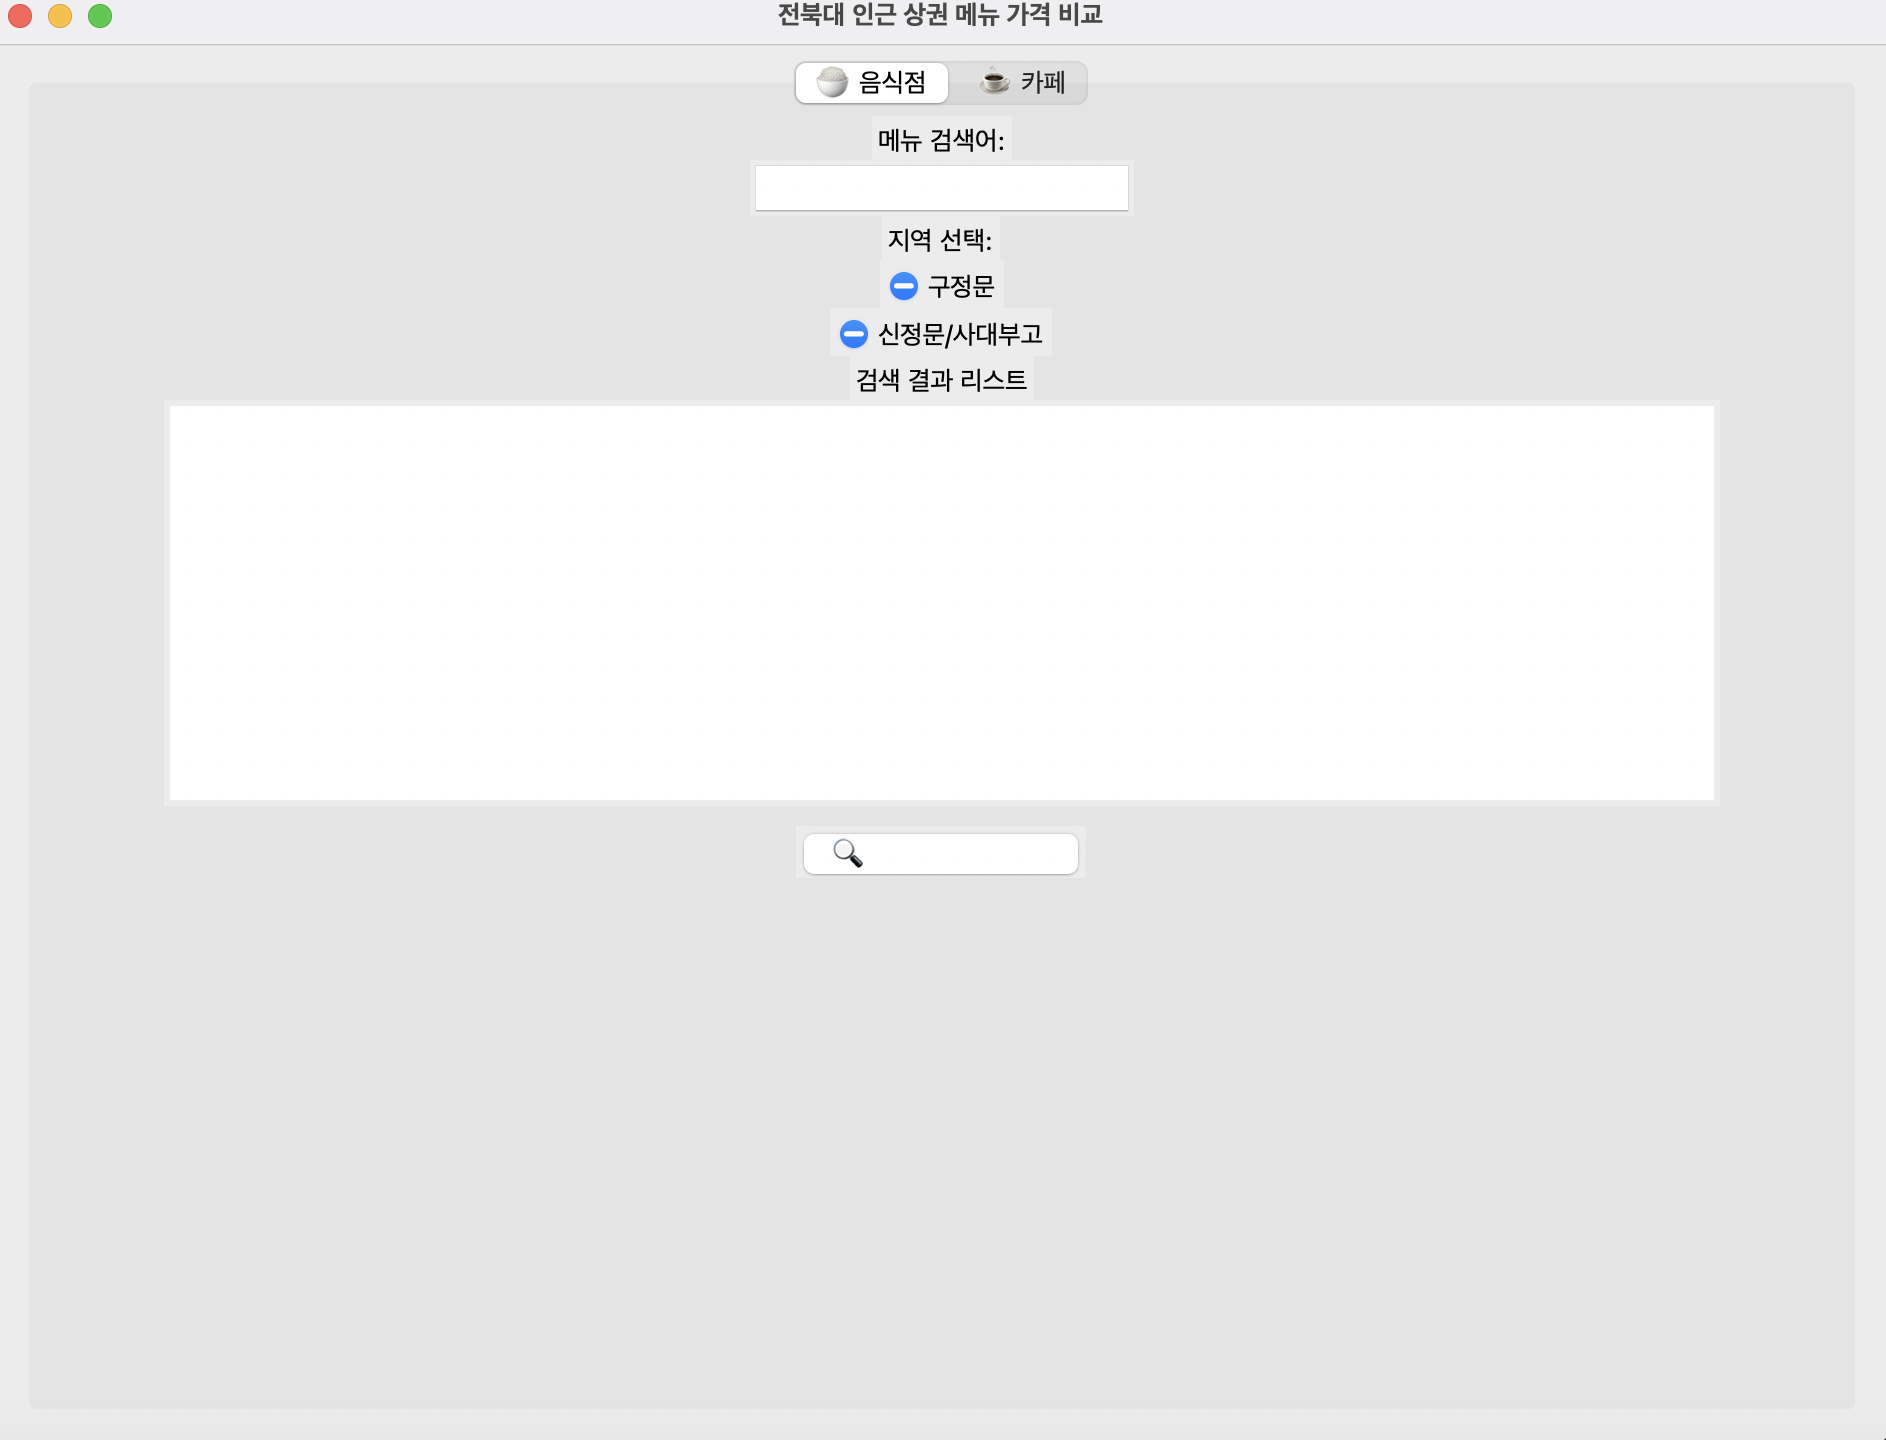 전북대 인근 상권 메뉴 가격 비교
음식점 카페
메뉴 검색어:
지역 선택:
구정문
신정문/사대부고
검색 결과 리스트